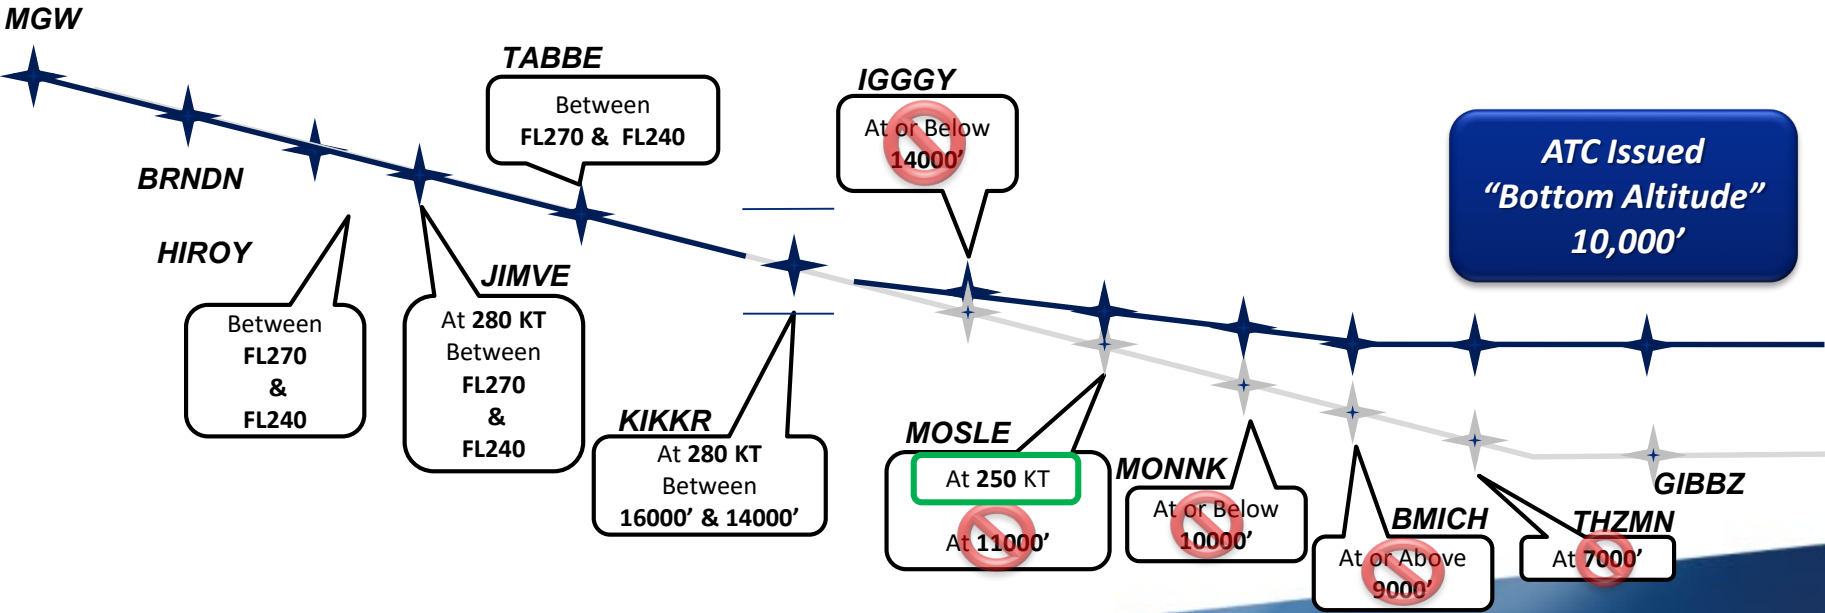 MGW
BRNDN
HIROY
Between
FL270
&
FL240
JIMVE
At 280 KT
Between
FL270
&
FL240
TABBE
Between
FL270 & FL240
KIKKR
At 280 KT
Between
16000’ & 14000’
IGGGY
At or Below
14000’
MOSLE
At 250 KT
At 11000’
MONNK
At or Below
10000’
BMICH
At or Above
9000’
THZMN
At 7000’
GIBBZ
ATC Issued
“Bottom Altitude”
10,000’